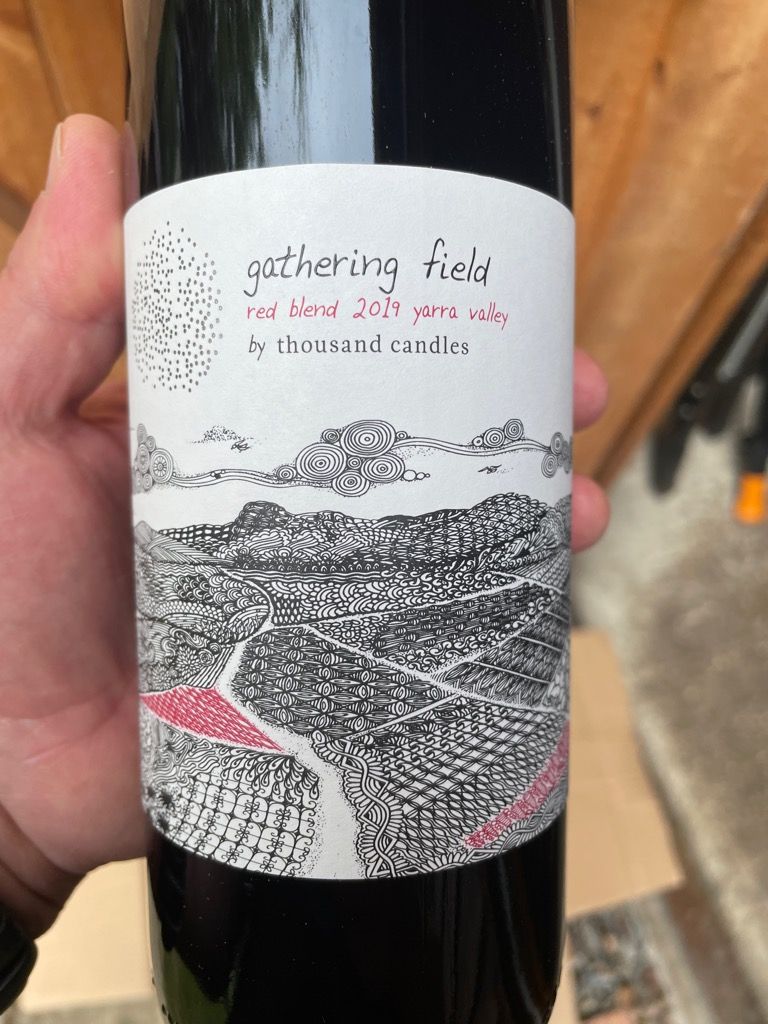 gathering field
red blend 2019 yarra valley
by thousand candles